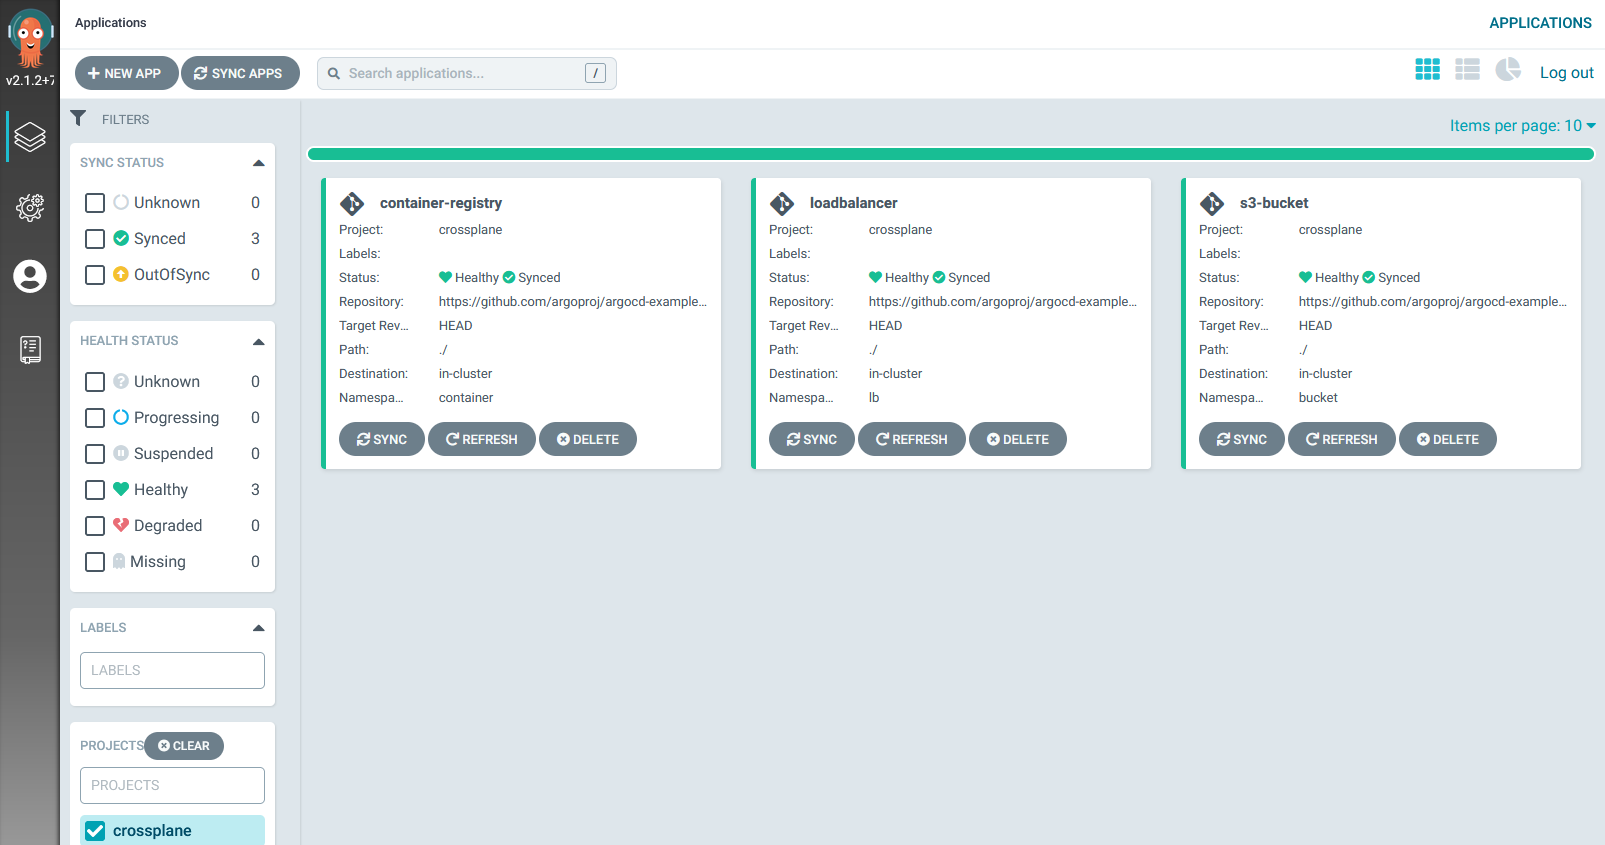 Applications
APPLICATIONS
v2.1.2+7
NEW APP
SYNC APPS
Search applications...
/
Log out
FILTERS
Items per page: 10
SYNC STATUS
Unknown 0
Synced 3
OutOfSync 0
HEALTH STATUS
Unknown 0
Progressing 0
Suspended 0
Healthy 3
Degraded 0
Missing 0
LABELS
LABELS
PROJECTS CLEAR
PROJECTS
crossplane
container-registry
Project: crossplane
Labels:
Status: Healthy Synced
Repository: https://github.com/argoproj/argocd-example...
Target Rev... HEAD
Path: ./
Destination: in-cluster
Namespa... container
SYNC REFRESH DELETE
loadbalancer
Project: crossplane
Labels:
Status: Healthy Synced
Repository: https://github.com/argoproj/argocd-example...
Target Rev... HEAD
Path: ./
Destination: in-cluster
Namespa... lb
SYNC REFRESH DELETE
s3-bucket
Project: crossplane
Labels:
Status: Healthy Synced
Repository: https://github.com/argoproj/argocd-example...
Target Rev... HEAD
Path: ./
Destination: in-cluster
Namespa... bucket
SYNC REFRESH DELETE